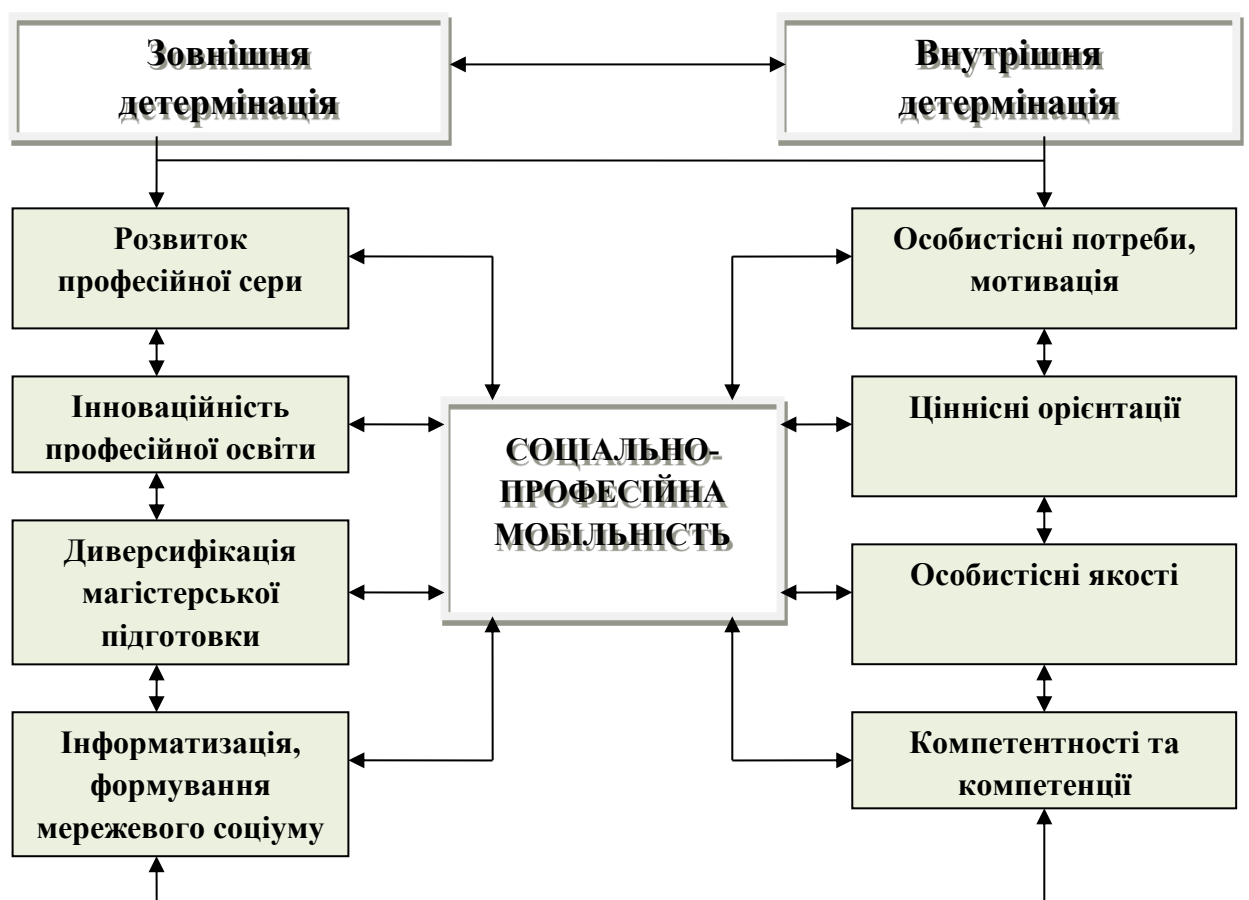 Зовнішня
детермінація
Внутрішня
детермінація
Розвиток
професійної сери
Особистісні потреби,
мотивація
Інноваційність
професійної освіти
Ціннісні орієнтації
СОЦІАЛЬНО-
ПРОФЕСІЙНА
МОБІЛЬНІСТЬ
Диверсифікація
магістерської
підготовки
Особистісні якості
Інформатизація,
формування
мережевого соціуму
Компетентності та
компетенції